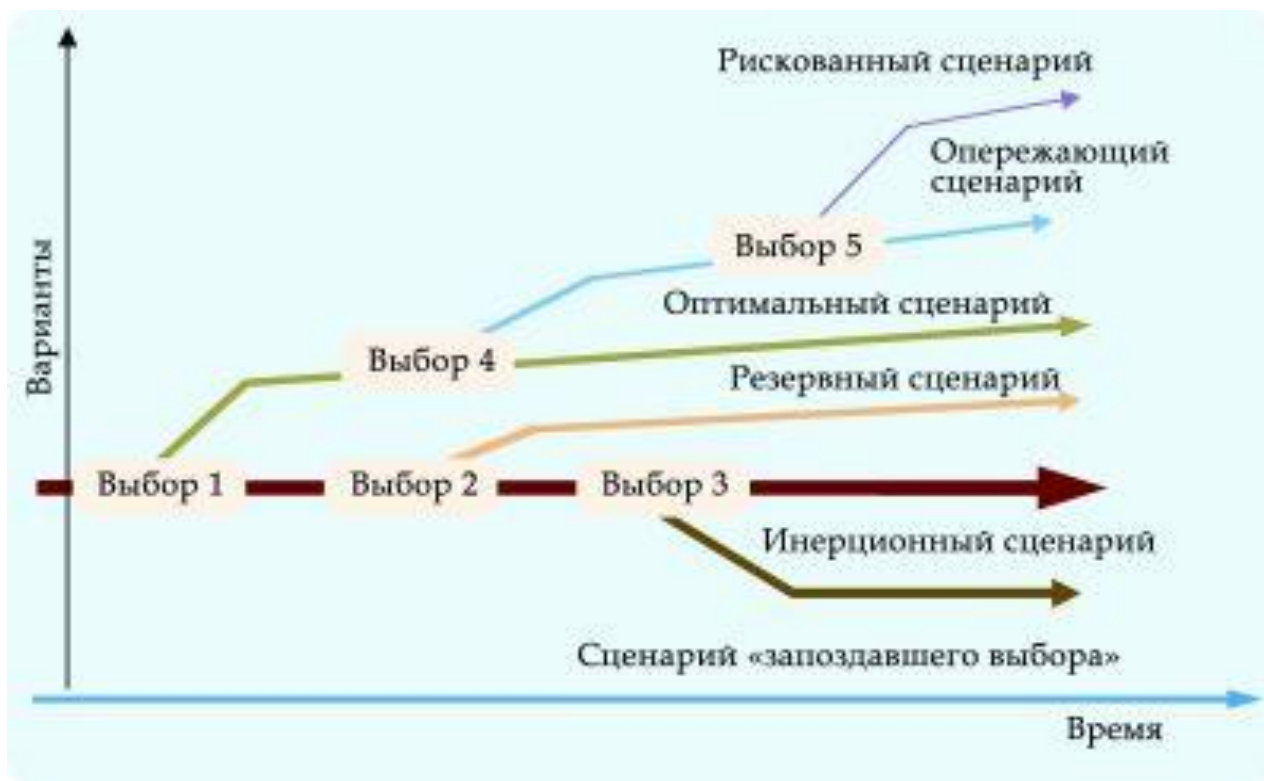 Рискованный сценарий
Опережающий
сценарий
Варианты
Выбор 5
Оптимальный сценарий
Выбор 4
Резервный сценарий
Выбор 1
Выбор 2
Выбор 3
Инерционный сценарий
Сценарий «запоздавшего выбора»
Время